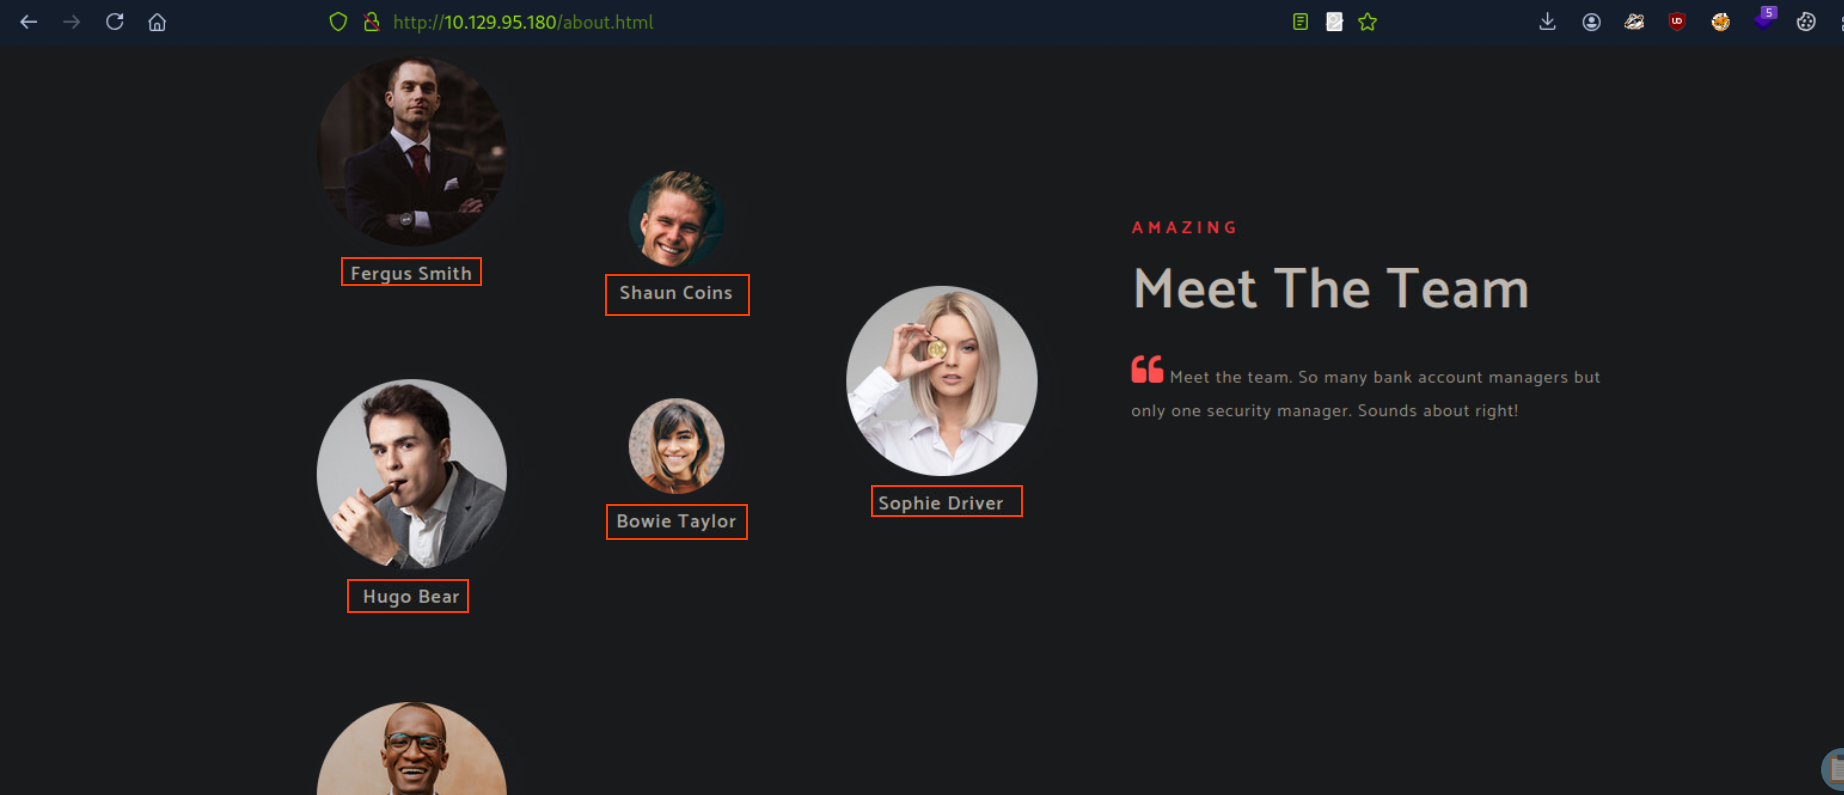 http://10.129.95.180/about.html
5
UD
Fergus Smith
Shaun Coins
Sophie Driver
Hugo Bear
Bowie Taylor
AMAZING
Meet The Team
“ Meet the team. So many bank account managers but
only one security manager. Sounds about right!